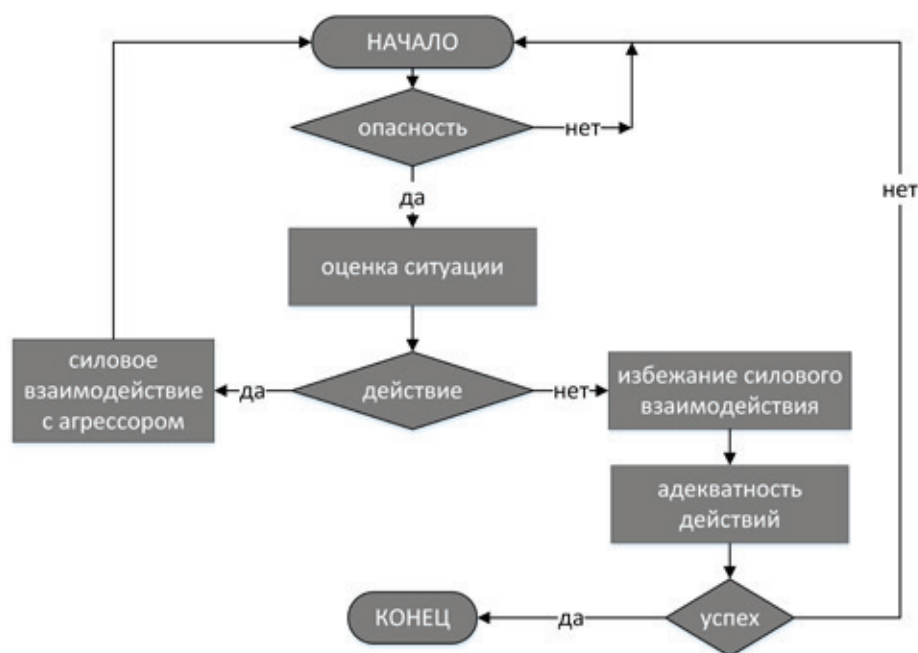 НАЧАЛО
опасность
нет
да
нет
оценка ситуации
силовое
взаимодействие
с агрессором
да
действие
нет
избежание силового
взаимодействия
адекватность
действий
КОНЕЦ
да
успех